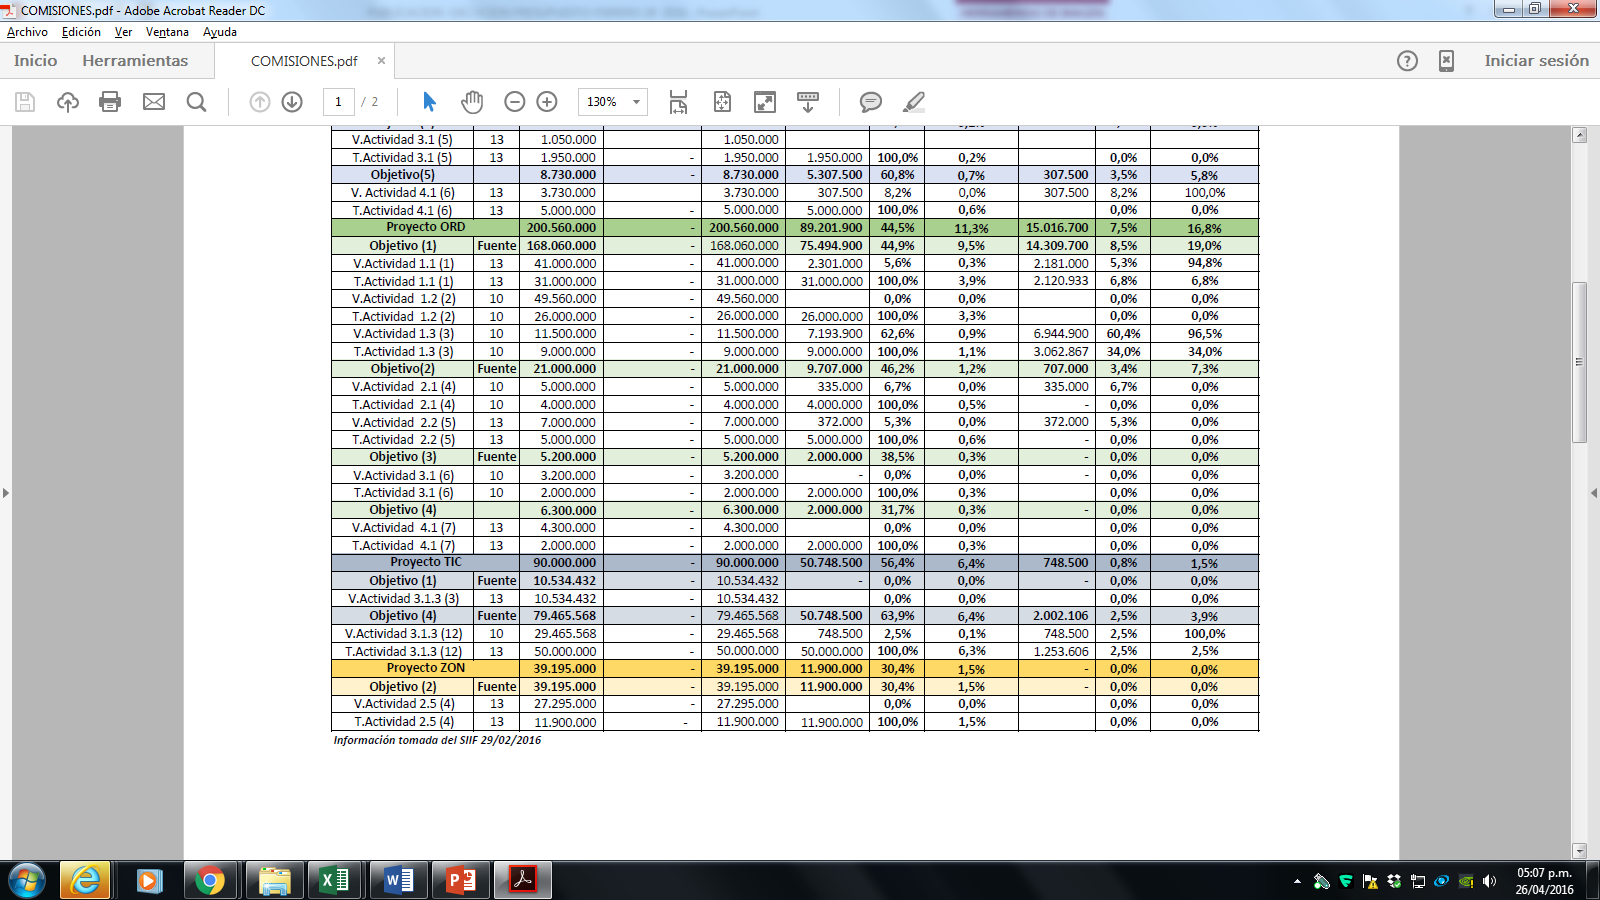 COMISIONES.pdf - Adobe Acrobat Reader DC
Archivo Edición Ver Ventana Ayuda
Inicio Herramientas COMISIONES.pdf × Iniciar sesión
1 / 2 130%
V.Actividad 3.1 (5) 13 1.050.000 1.050.000
T.Actividad 3.1 (5) 13 1.950.000 - 1.950.000 1.950.000 100,0% 0,2% 0,0% 0,0%
Objetivo(5) 8.730.000 - 8.730.000 5.307.500 60,8% 0,7% 307.500 3,5% 5,8%
V. Actividad 4.1 (6) 13 3.730.000 3.730.000 307.500 8,2% 0,0% 307.500 8,2% 100,0%
T.Actividad 4.1 (6) 13 5.000.000 - 5.000.000 5.000.000 100,0% 0,6% 0,0% 0,0%
Proyecto ORD 200.560.000 - 200.560.000 89.201.900 44,5% 11,3% 15.016.700 7,5% 16,8%
Objetivo (1) Fuente 168.060.000 - 168.060.000 75.494.900 44,9% 9,5% 14.309.700 8,5% 19,0%
V.Actividad 1.1 (1) 13 41.000.000 - 41.000.000 2.301.000 5,6% 0,3% 2.181.000 5,3% 94,8%
T.Actividad 1.1 (1) 13 31.000.000 - 31.000.000 31.000.000 100,0% 3,9% 2.120.933 6,8% 6,8%
V.Actividad 1.2 (2) 10 49.560.000 - 49.560.000 0,0% 0,0% 0,0% 0,0%
T.Actividad 1.2 (2) 10 26.000.000 - 26.000.000 26.000.000 100,0% 3,3% 0,0% 0,0%
V.Actividad 1.3 (3) 10 11.500.000 - 11.500.000 7.193.900 62,6% 0,9% 6.944.900 60,4% 96,5%
T.Actividad 1.3 (3) 10 9.000.000 - 9.000.000 9.000.000 100,0% 1,1% 3.062.867 34,0% 34,0%
Objetivo(2) Fuente 21.000.000 - 21.000.000 9.707.000 46,2% 1,2% 707.000 3,4% 7,3%
V.Actividad 2.1 (4) 10 5.000.000 - 5.000.000 335.000 6,7% 0,0% 335.000 6,7% 0,0%
T.Actividad 2.1 (4) 10 4.000.000 - 4.000.000 4.000.000 100,0% 0,5% - 0,0% 0,0%
V.Actividad 2.2 (5) 13 7.000.000 - 7.000.000 372.000 5,3% 0,0% 372.000 5,3% 0,0%
T.Actividad 2.2 (5) 13 5.000.000 - 5.000.000 5.000.000 100,0% 0,6% - 0,0% 0,0%
Objetivo (3) Fuente 5.200.000 - 5.200.000 2.000.000 38,5% 0,3% - 0,0% 0,0%
V.Actividad 3.1 (6) 10 3.200.000 - 3.200.000 - 0,0% 0,0% - 0,0% 0,0%
T.Actividad 3.1 (6) 10 2.000.000 - 2.000.000 2.000.000 100,0% 0,3% 0,0% 0,0%
Objetivo (4) 6.300.000 - 6.300.000 2.000.000 31,7% 0,3% - 0,0% 0,0%
V.Actividad 4.1 (7) 13 4.300.000 - 4.300.000 0,0% 0,0% 0,0% 0,0%
T.Actividad 4.1 (7) 13 2.000.000 - 2.000.000 2.000.000 100,0% 0,3% 0,0% 0,0%
Proyecto TIC 90.000.000 - 90.000.000 50.748.500 56,4% 6,4% 748.500 0,8% 1,5%
Objetivo (1) Fuente 10.534.432 - 10.534.432 - 0,0% 0,0% - 0,0% 0,0%
V.Actividad 3.1.3 (3) 13 10.534.432 - 10.534.432 0,0% 0,0% 0,0% 0,0%
Objetivo (4) Fuente 79.465.568 - 79.465.568 50.748.500 63,9% 6,4% 2.002.106 2,5% 3,9%
V.Actividad 3.1.3 (12) 10 29.465.568 - 29.465.568 748.500 2,5% 0,1% 748.500 2,5% 100,0%
T.Actividad 3.1.3 (12) 13 50.000.000 - 50.000.000 50.000.000 100,0% 6,3% 1.253.606 2,5% 2,5%
Proyecto ZON 39.195.000 - 39.195.000 11.900.000 30,4% 1,5% - 0,0% 0,0%
Objetivo (2) Fuente 39.195.000 - 39.195.000 11.900.000 30,4% 1,5% - 0,0% 0,0%
V.Actividad 2.5 (4) 13 27.295.000 - 27.295.000 0,0% 0,0% 0,0% 0,0%
T.Actividad 2.5 (4) 13 11.900.000 - 11.900.000 11.900.000 100,0% 1,5% 0,0% 0,0%
Información tomada del SIIF 29/02/2016
05:07 p.m.
26/04/2016